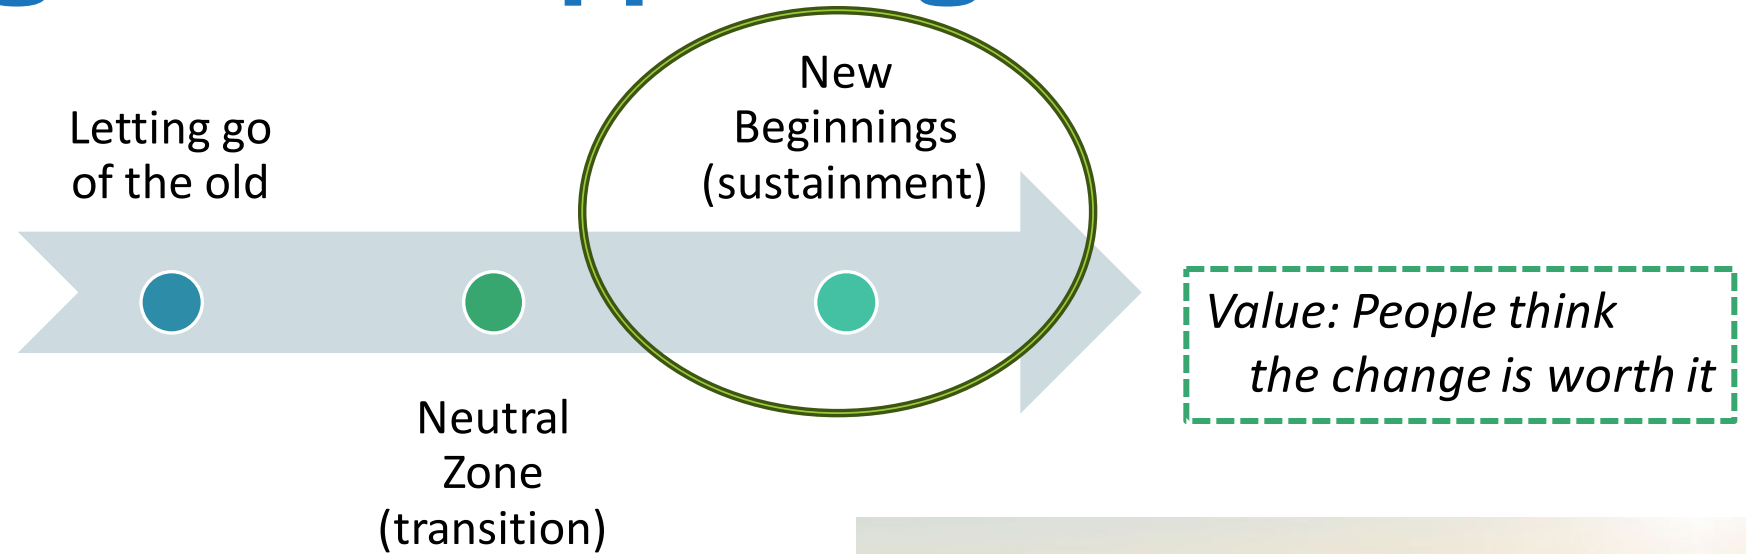 Letting go
of the old
New
Beginnings
(sustainment)
Neutral
Zone
(transition)
Value: People think
the change is worth it